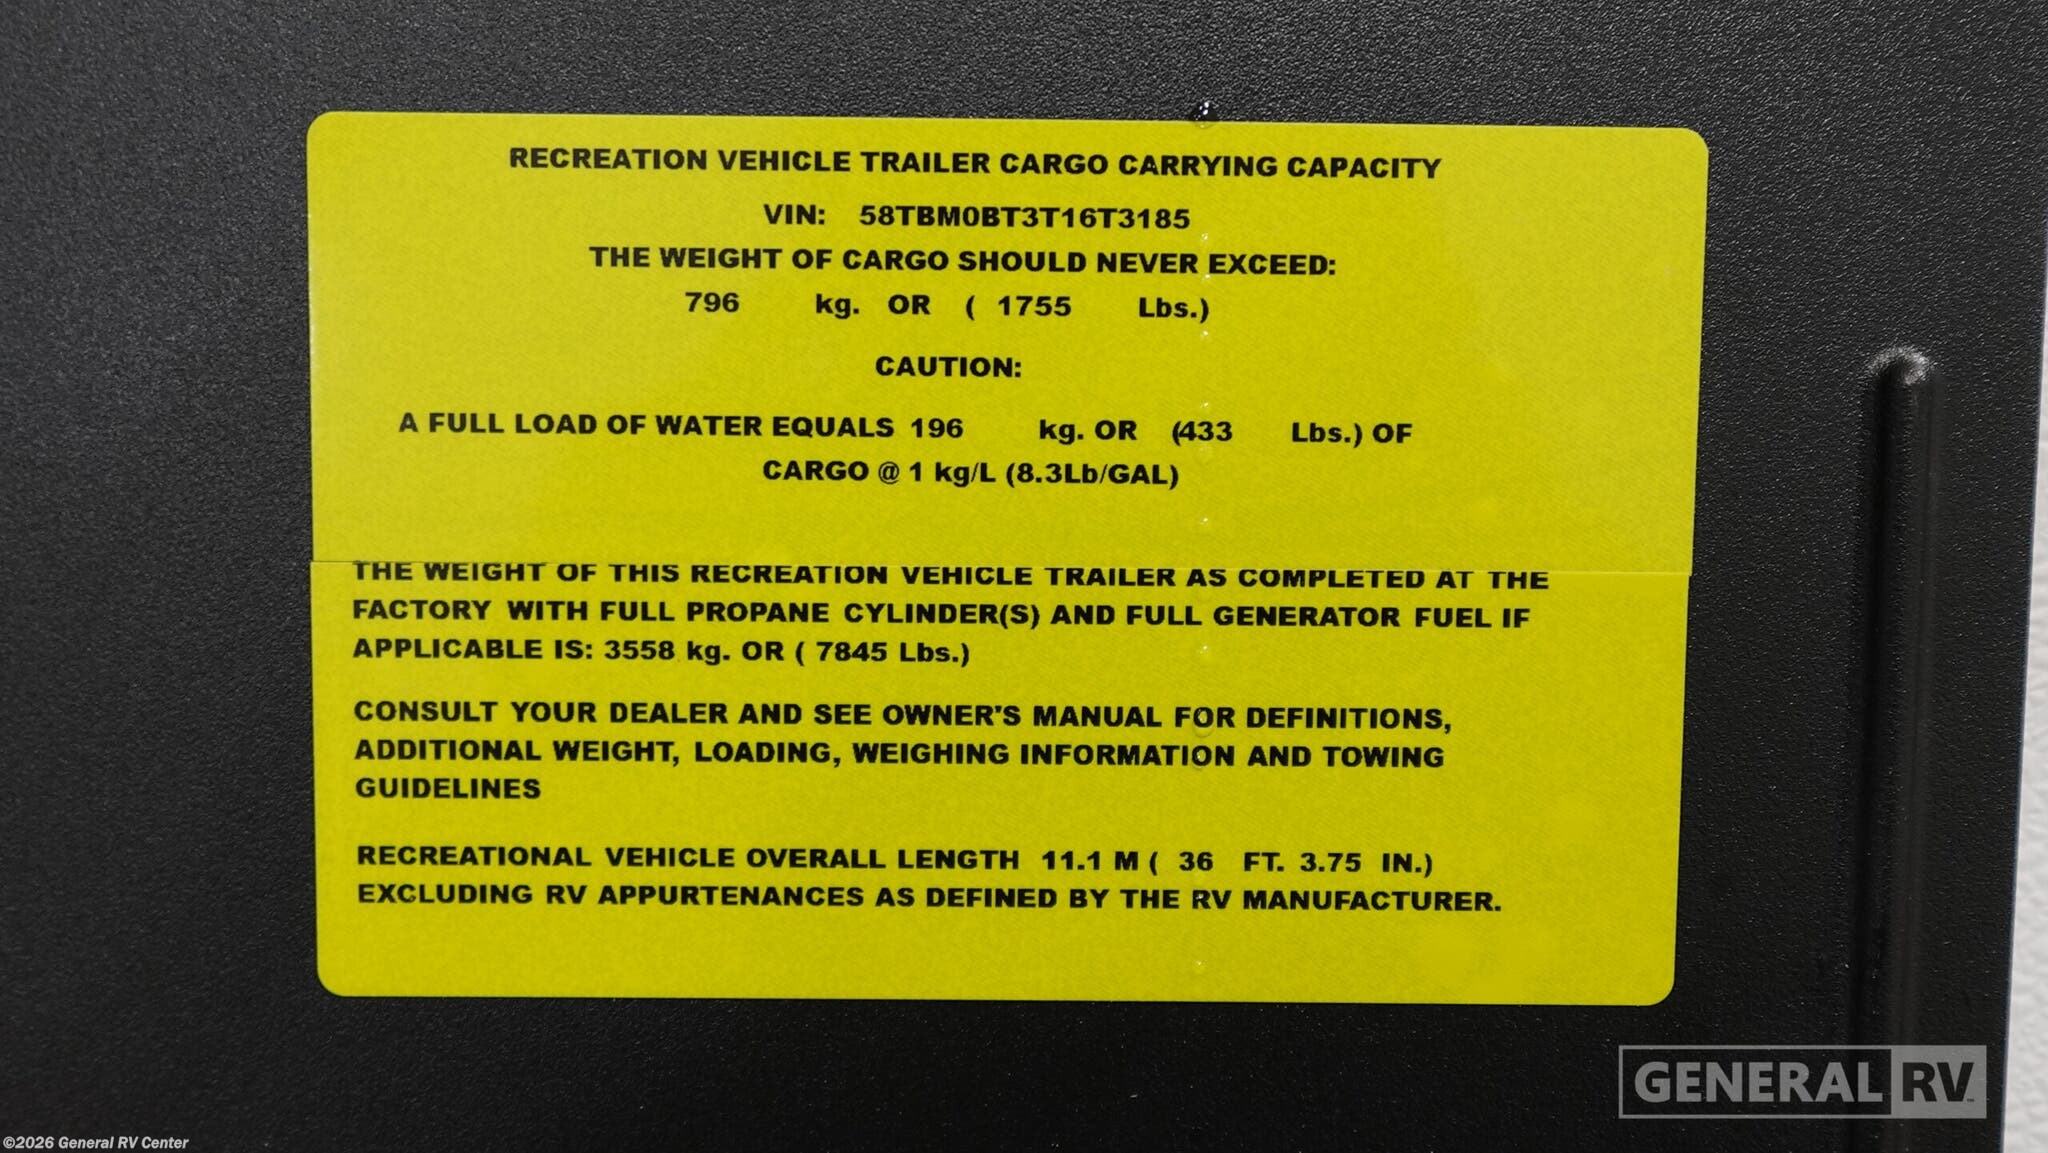 RECREATION VEHICLE TRAILER CARGO CARRYING CAPACITY
VIN: 58TBM0BT3T16T3185
THE WEIGHT OF CARGO SHOULD NEVER EXCEED:
796 kg. OR ( 1755 Lbs.)
CAUTION:
A FULL LOAD OF WATER EQUALS 196 kg. OR (433 Lbs.) OF
CARGO @ 1 kg/L (8.3Lb/GAL)
THE WEIGHT OF THIS RECREATION VEHICLE TRAILER AS COMPLETED AT THE
FACTORY WITH FULL PROPANE CYLINDER(S) AND FULL GENERATOR FUEL IF
APPLICABLE IS: 3558 kg. OR ( 7845 Lbs.)
CONSULT YOUR DEALER AND SEE OWNER'S MANUAL FOR DEFINITIONS,
ADDITIONAL WEIGHT, LOADING, WEIGHING INFORMATION AND TOWING
GUIDELINES
RECREATIONAL VEHICLE OVERALL LENGTH 11.1 M ( 36 FT. 3.75 IN.)
EXCLUDING RV APPURTENANCES AS DEFINED BY THE RV MANUFACTURER.
GENERAL RV
©2026 General RV Center